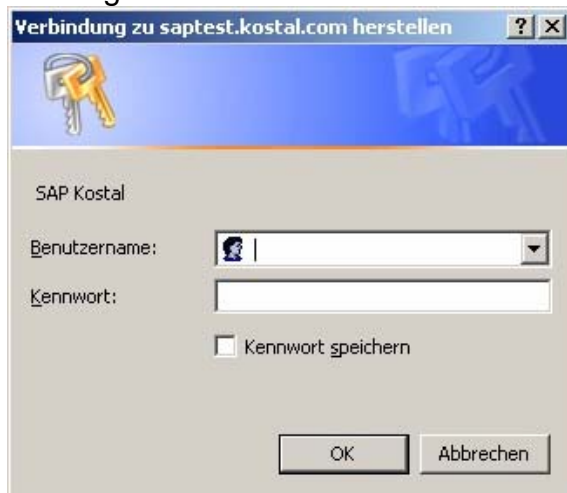 Verbindung zu saptest.kostal.com herstellen
SAP Kostal
Benutzername:
Kennwort:
Kennwort speichern
OK Abbrechen